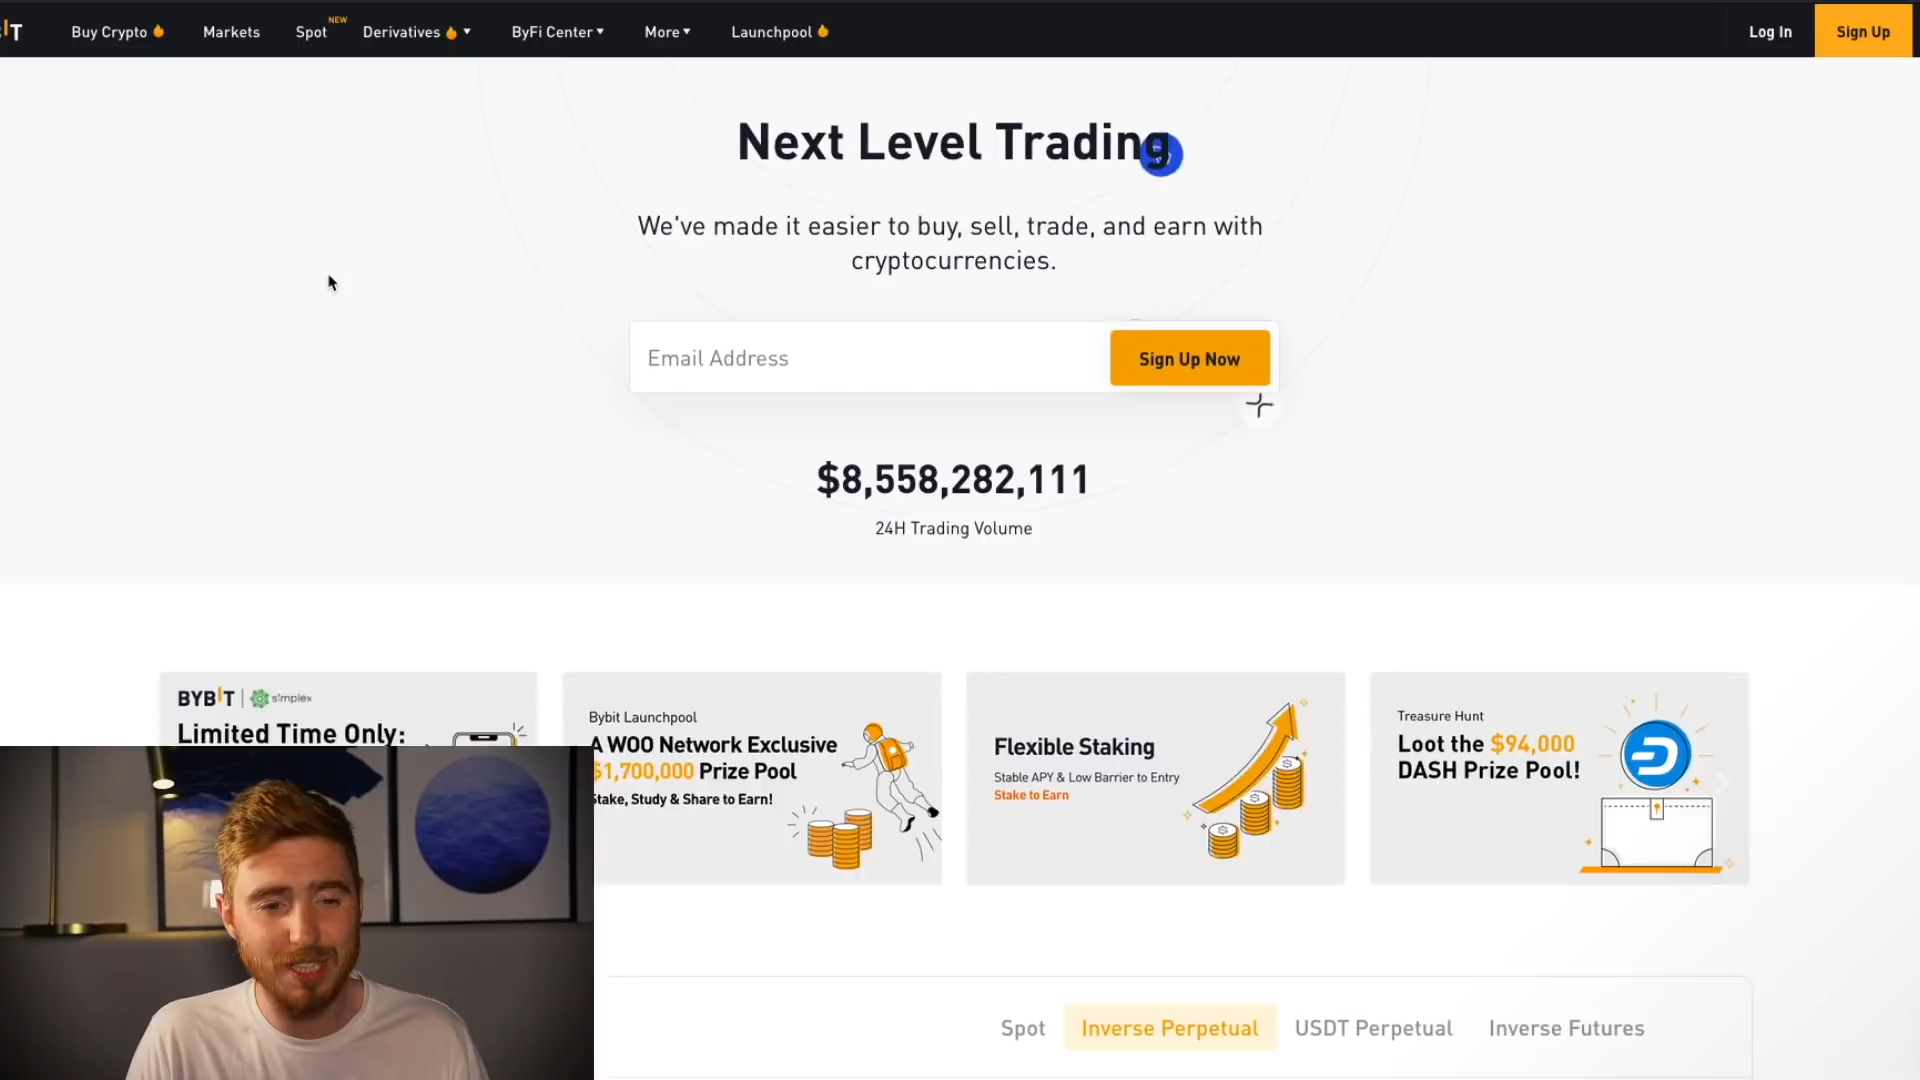 T
Buy Crypto
Markets
Spot
NEW
Derivatives
ByFi Center
More
Launchpool
Log In
Sign Up
Next Level Trading
We've made it easier to buy, sell, trade, and earn with
cryptocurrencies.
Email Address
Sign Up Now
$8,558,282,111
24H Trading Volume
BYBIT | simplex
Limited Time Only:
Bybit Launchpool
A WOO Network Exclusive
$1,700,000 Prize Pool
Stake, Study & Share to Earn!
Flexible Staking
Stable APY & Low Barrier to Entry
Stake to Earn
Treasure Hunt
Loot the $94,000
DASH Prize Pool!
Spot
Inverse Perpetual
USDT Perpetual
Inverse Futures